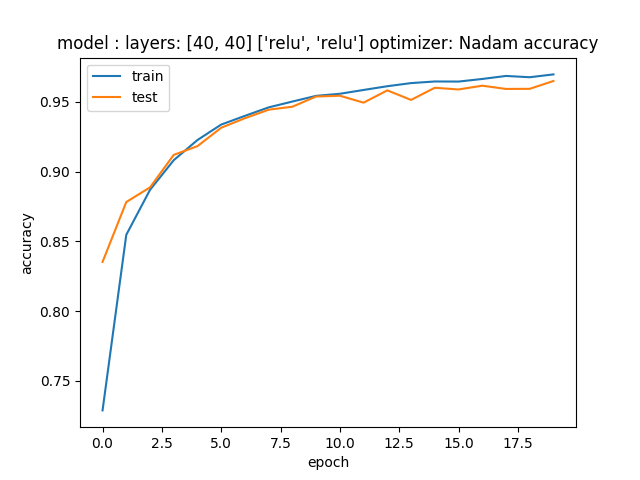 model : layers: [40, 40] ['relu', 'relu'] optimizer: Nadam accuracy
train
test
accuracy
0.95
0.90
0.85
0.80
0.75
0.0 2.5 5.0 7.5 10.0 12.5 15.0 17.5
epoch